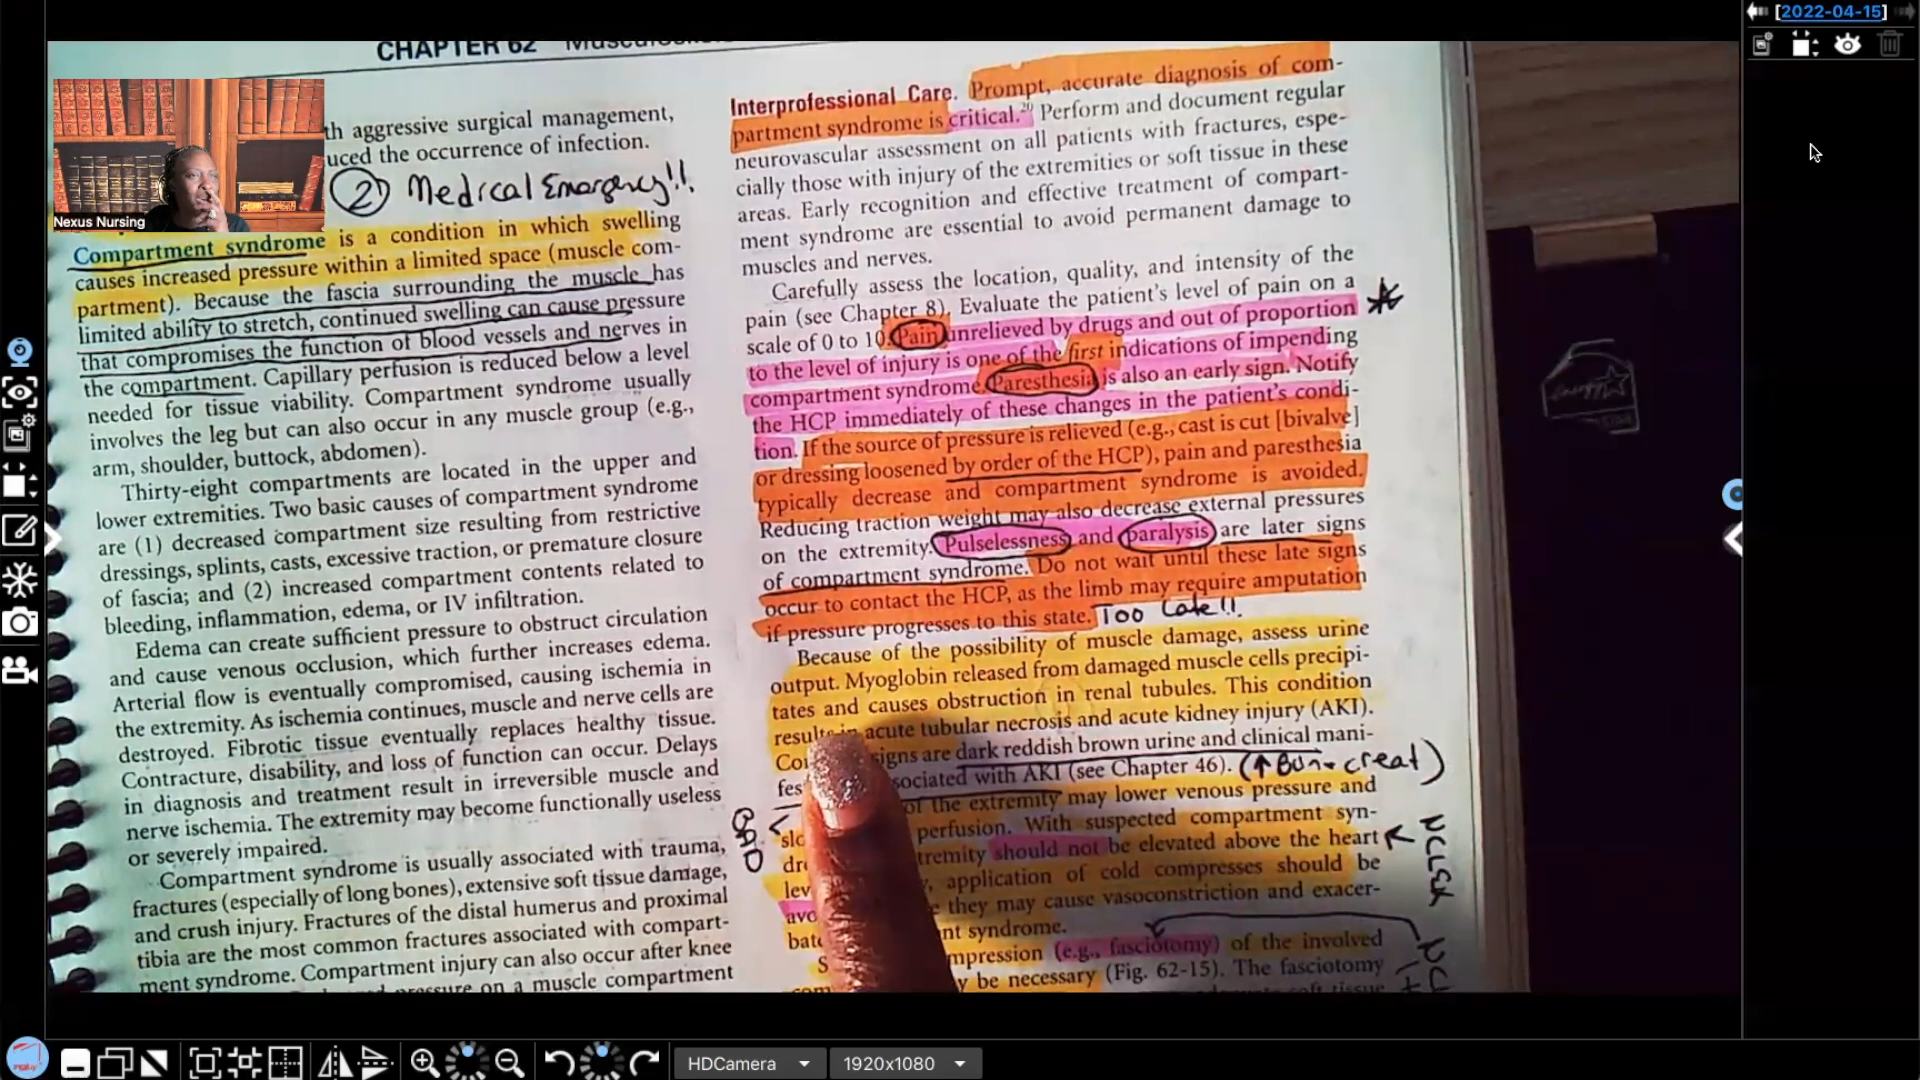 [2022-04-15]
CHAPTER 62
Nexus Nursing
th aggressive surgical management,
uced the occurrence of infection.
② Medical Emergency!!.
Compartment syndrome is a condition in which swelling
causes increased pressure within a limited space (muscle com-
partment). Because the fascia surrounding the muscle has
limited ability to stretch, continued swelling can cause pressure
that compromises the function of blood vessels and nerves in
the compartment. Capillary perfusion is reduced below a level
needed for tissue viability. Compartment syndrome usually
involves the leg but can also occur in any muscle group (e.g.,
arm, shoulder, buttock, abdomen).
Thirty-eight compartments are located in the upper and
lower extremities. Two basic causes of compartment syndrome
are (1) decreased compartment size resulting from restrictive
dressings, splints, casts, excessive traction, or premature closure
of fascia; and (2) increased compartment contents related to
bleeding, inflammation, edema, or IV infiltration.
Edema can create sufficient pressure to obstruct circulation
and cause venous occlusion, which further increases edema.
Arterial flow is eventually compromised, causing ischemia in
the extremity. As ischemia continues, muscle and nerve cells are
destroyed. Fibrotic tissue eventually replaces healthy tissue.
Contracture, disability, and loss of function can occur. Delays
in diagnosis and treatment result in irreversible muscle and
nerve ischemia. The extremity may become functionally useless
or severely impaired.
Compartment syndrome is usually associated with trauma,
fractures (especially of long bones), extensive soft tissue damage,
and crush injury. Fractures of the distal humerus and proximal
tibia are the most common fractures associated with compart-
ment syndrome. Compartment injury can also occur after knee
pressure on a muscle compartment
Interprofessional Care. Prompt, accurate diagnosis of com-
partment syndrome is critical.20 Perform and document regular
neurovascular assessment on all patients with fractures, espe-
cially those with injury of the extremities or soft tissue in these
areas. Early recognition and effective treatment of compart-
ment syndrome are essential to avoid permanent damage to
muscles and nerves.
Carefully assess the location, quality, and intensity of the
pain (see Chapter 8). Evaluate the patient's level of pain on a
scale of 0 to 10. Pain unrelieved by drugs and out of proportion
to the level of injury is one of the first indications of impending
compartment syndrome. Paresthesia is also an early sign. Notify
the HCP immediately of these changes in the patient's condi-
tion. If the source of pressure is relieved (e.g., cast is cut [bivalve]
or dressing loosened by order of the HCP), pain and paresthesia
typically decrease and compartment syndrome is avoided.
Reducing traction weight may also decrease external pressures
on the extremity. Pulselessness and paralysis are later signs
of compartment syndrome. Do not wait until these late signs
occur to contact the HCP, as the limb may require amputation
if pressure progresses to this state. Too Late!!
Because of the possibility of muscle damage, assess urine
output. Myoglobin released from damaged muscle cells precipi-
tates and causes obstruction in renal tubules. This condition
results in acute tubular necrosis and acute kidney injury (AKI).
signs are dark reddish brown urine and clinical mani-
sociated with AKI (see Chapter 46). (↑ Bun + creat)
of the extremity may lower venous pressure and
BAD
perfusion. With suspected compartment syn-
tremity should not be elevated above the heart
NCLEX
application of cold compresses should be
they may cause vasoconstriction and exacer-
nt syndrome.
mpression (e.g., fasciotomy) of the involved
y be necessary (Fig. 62-15). The fasciotomy
soft tissue
HDCamera
1920x1080